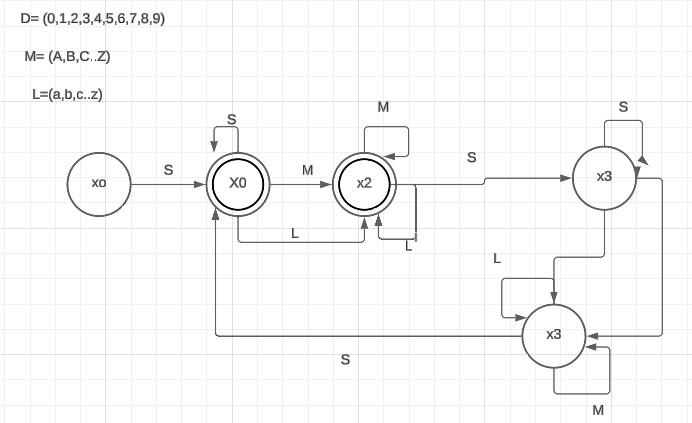 D= (0,1,2,3,4,5,6,7,8,9)
M= (A,B,C..Z)
L=(a,b,c..z)
S
M
S
xo
S
X0
M
x2
S
x3
L
L
L
x3
S
M